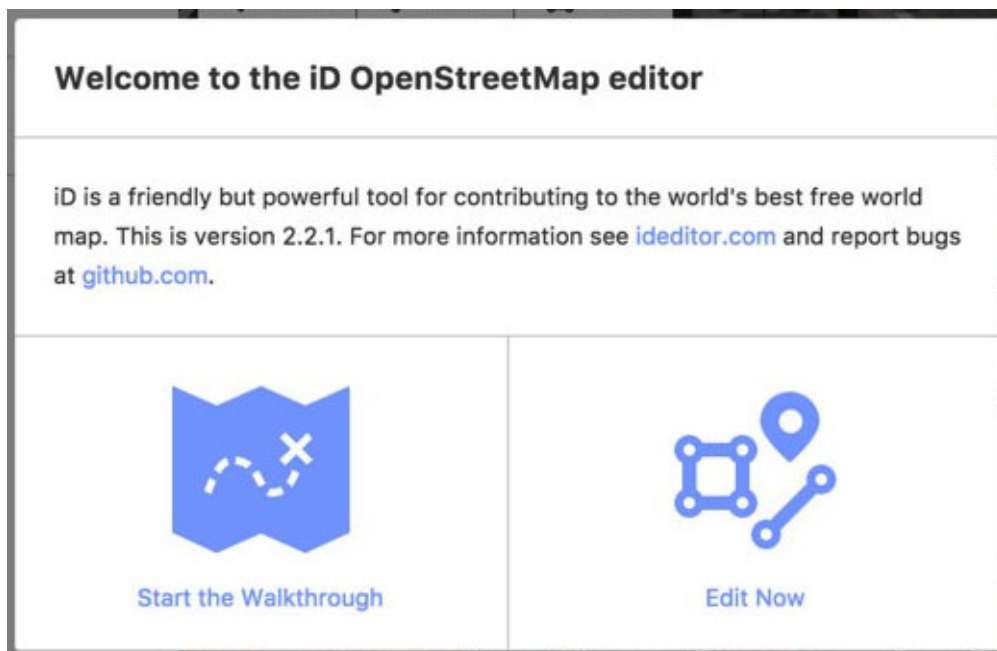 Welcome to the iD OpenStreetMap editor
iD is a friendly but powerful tool for contributing to the world's best free world
map. This is version 2.2.1. For more information see ideditor.com and report bugs
at github.com.
Start the Walkthrough
Edit Now